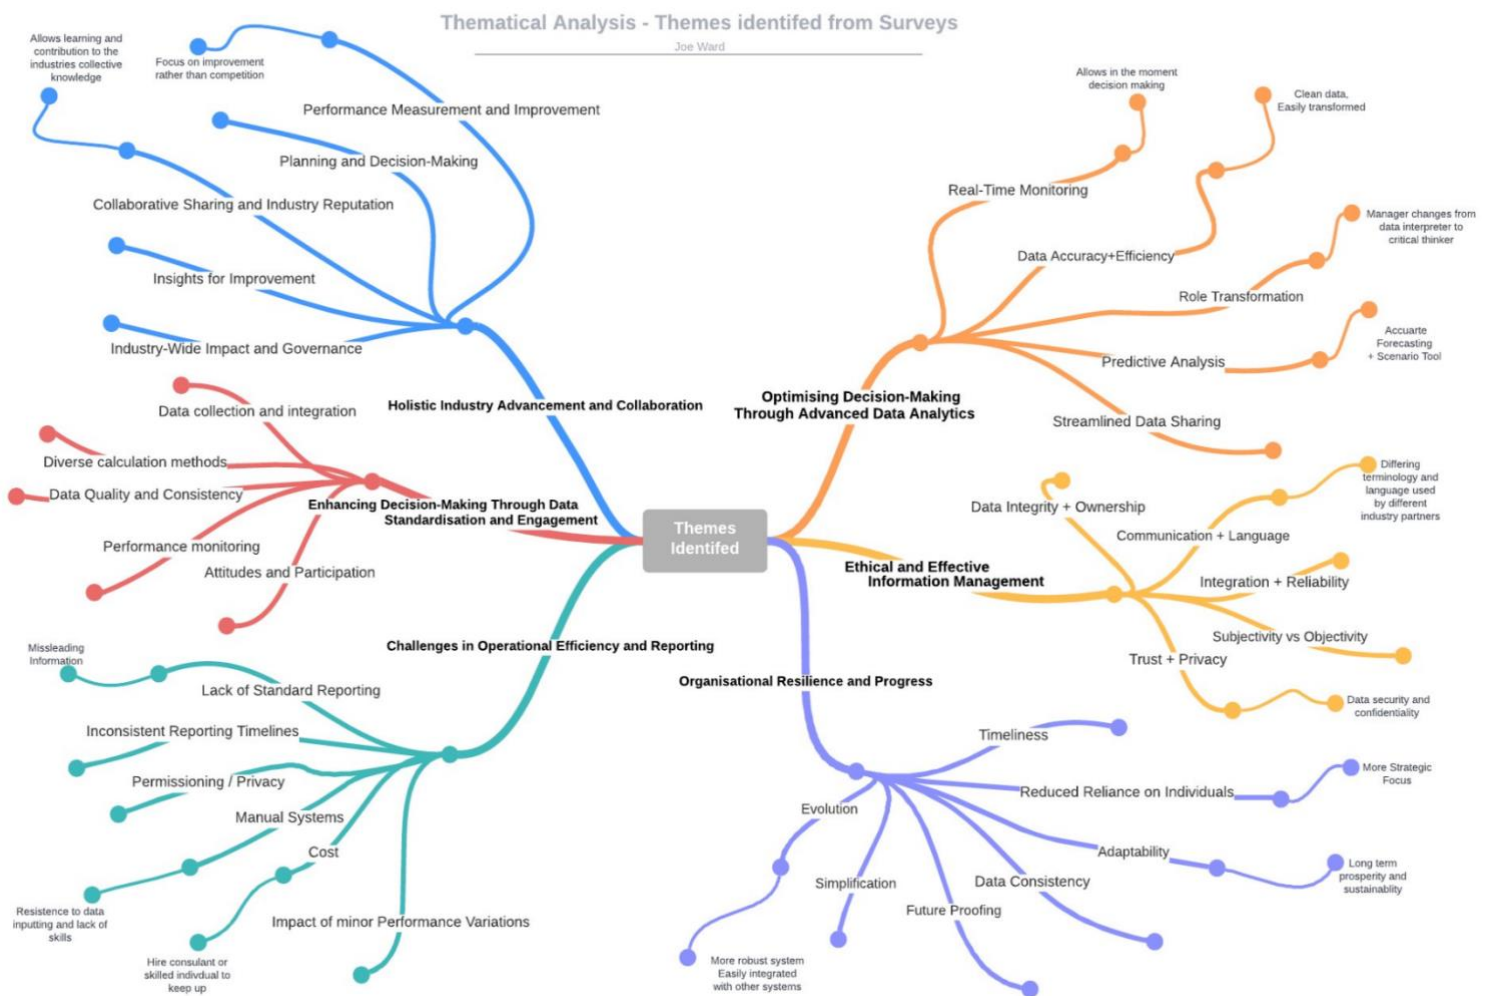 Thematical Analysis - Themes identifed from Surveys
Joe Ward
Themes
Identifed
Holistic Industry Advancement and Collaboration
Performance Measurement and Improvement
Focus on improvement
rather than competition
Planning and Decision-Making
Collaborative Sharing and Industry Reputation
Allows learning and
contribution to the
industries collective
knowledge
Insights for Improvement
Industry-Wide Impact and Governance
Enhancing Decision-Making Through Data
Standardisation and Engagement
Data collection and integration
Diverse calculation methods
Data Quality and Consistency
Performance monitoring
Attitudes and Participation
Challenges in Operational Efficiency and Reporting
Lack of Standard Reporting
Missleading
Information
Inconsistent Reporting Timelines
Permissioning / Privacy
Manual Systems
Resistence to data
inputting and lack of
skills
Cost
Hire consulant or
skilled indivdual to
keep up
Impact of minor Performance Variations
Optimising Decision-Making
Through Advanced Data Analytics
Real-Time Monitoring
Allows in the moment
decision making
Data Accuracy+Efficiency
Clean data,
Easily transformed
Role Transformation
Manager changes from
data interpreter to
critical thinker
Predictive Analysis
Accuarte
Forecasting
+ Scenario Tool
Streamlined Data Sharing
Ethical and Effective
Information Management
Data Integrity + Ownership
Communication + Language
Differing
terminology and
language used
by different
industry partners
Integration + Reliability
Subjectivity vs Objectivity
Trust + Privacy
Data security and
confidentiality
Organisational Resilience and Progress
Timeliness
Reduced Reliance on Individuals
More Strategic
Focus
Adaptability
Long term
prosperity and
sustainablity
Data Consistency
Future Proofing
Simplification
Evolution
More robust system
Easily integrated
with other systems